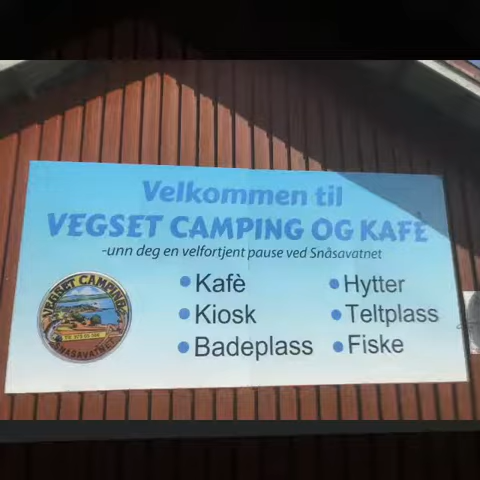 Velkommen til
VEGSET CAMPING OG KAFÈ
-unn deg en velfortjent pause ved Snåsavatnet
Kafè
Kiosk
Badeplass
Hytter
Teltplass
Fiske
VEGSET CAMPING
SNÅSAVATNET